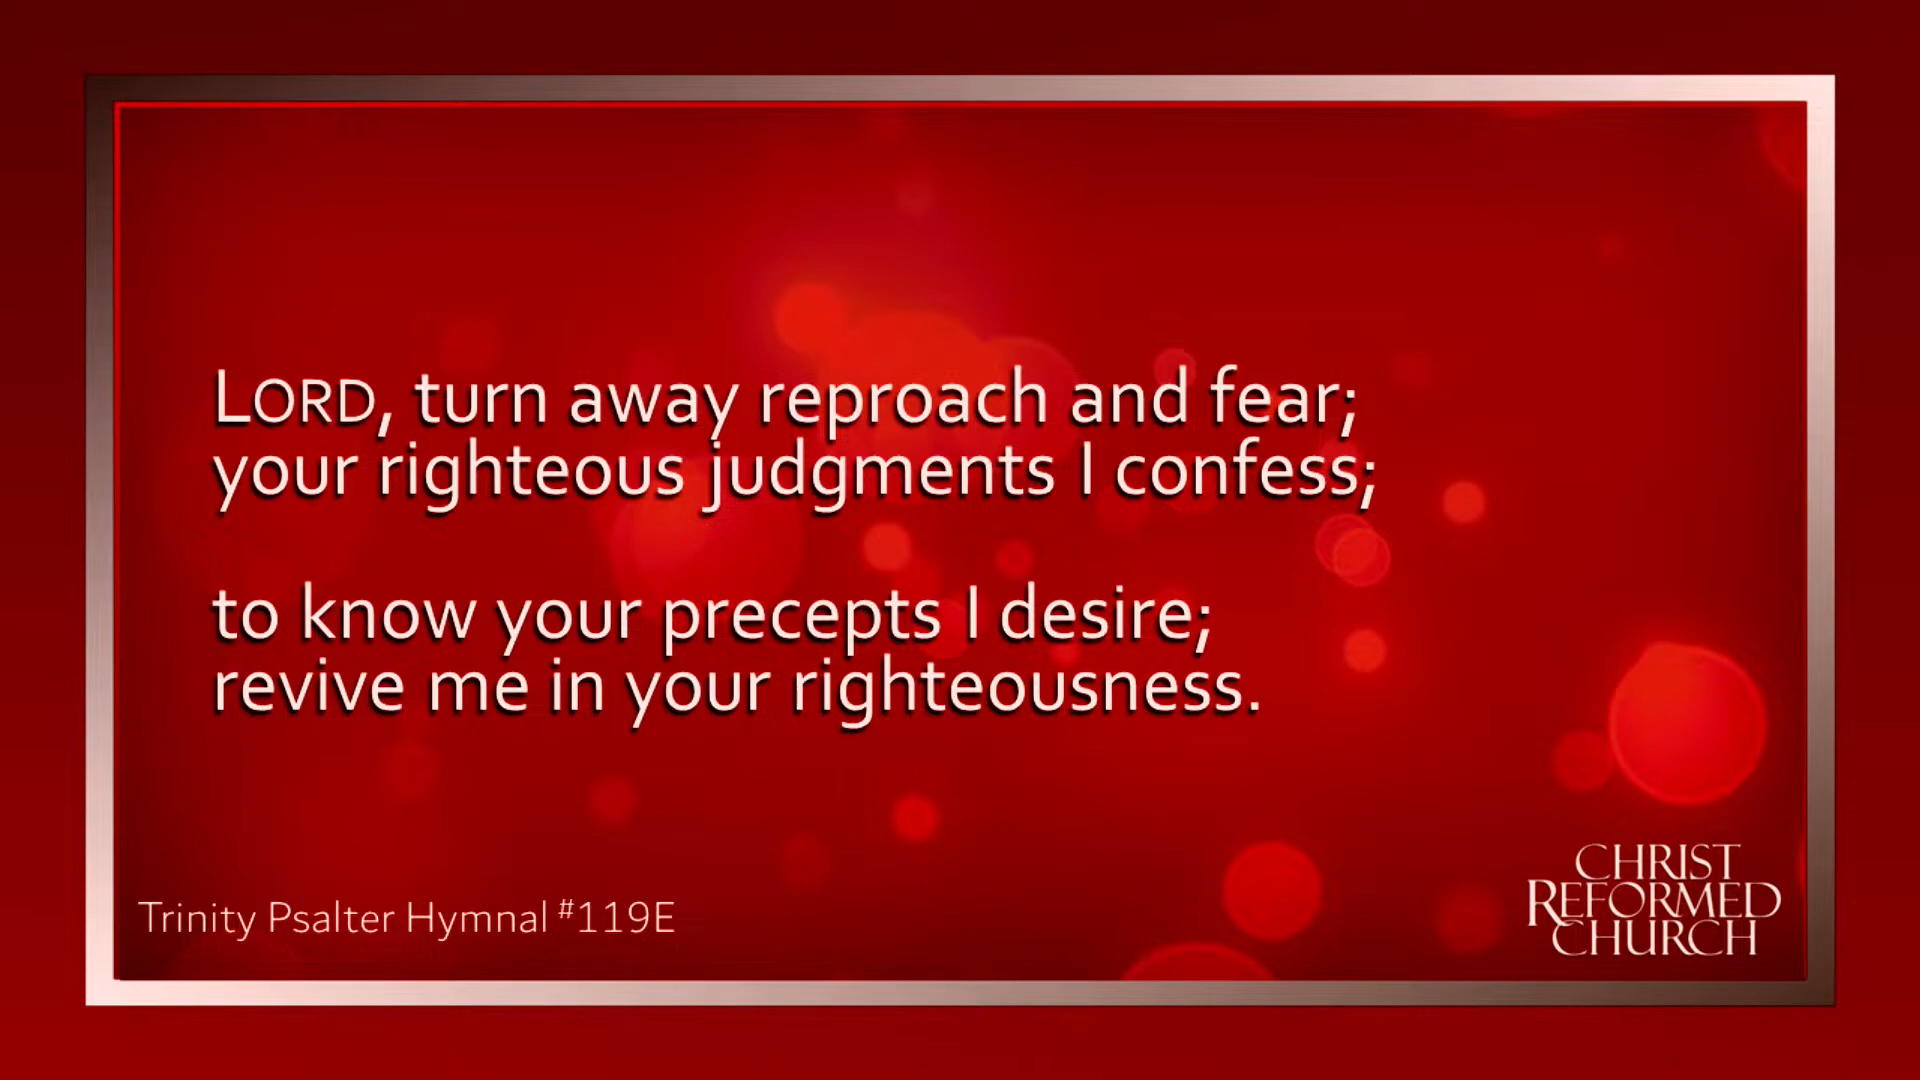 LORD, turn away reproach and fear;
your righteous judgments I confess;
to know your precepts I desire;
revive me in your righteousness.
Trinity Psalter Hymnal #119E
CHRIST
REFORMED
CHURCH